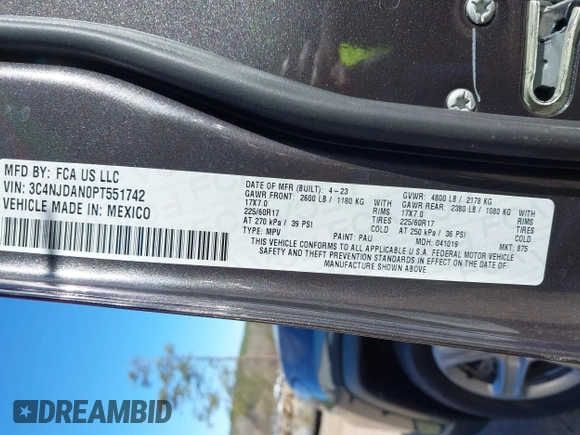 MFD BY: FCA US LLC
VIN: 3C4NJDAN0PT551742
VEHICLE MADE IN: MEXICO
DATE OF MFR (BUILT): 4-23 GVWR: 4800 LB / 2178 KG
GAWR FRONT: 2600 LB / 1180 KG WITH GAWR REAR: 2380 LB / 1080 KG WITH
17X7.0 RIMS 17X7.0 RIMS
225/60R17 225/60R17
AT 270 kPa / 39 PSI COLD AT 250 kPa / 36 PSI COLD
TYPE: MPV PAINT: PAU MDH: 041019 MKT: 875
THIS VEHICLE CONFORMS TO ALL APPLICABLE U.S.A. FEDERAL MOTOR VEHICLE
SAFETY AND THEFT PREVENTION STANDARDS IN EFFECT ON THE DATE OF
MANUFACTURE SHOWN ABOVE.
DREAMBID